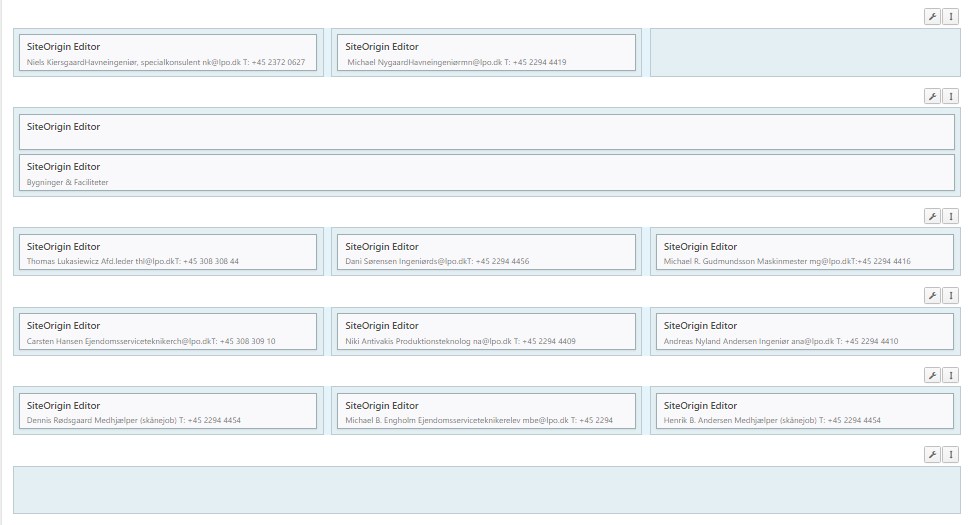 SiteOrigin Editor
Niels KiersgaardHavneingeniør, specialkonsulent nk@lpo.dk T: +45 2372 0627
SiteOrigin Editor
Michael NygaardHavneingeniørmn@lpo.dk T: +45 2294 4419
SiteOrigin Editor
SiteOrigin Editor
Bygninger & Faciliteter
SiteOrigin Editor
Thomas Lukasiewicz Afd.leder thl@lpo.dkT: +45 308 308 44
SiteOrigin Editor
Dani Sørensen Ingeniørds@lpo.dkT: +45 2294 4456
SiteOrigin Editor
Michael R. Gudmundsson Maskinmester mg@lpo.dkT:+45 2294 4416
SiteOrigin Editor
Carsten Hansen Ejendomsserviceteknikerch@lpo.dkT: +45 308 309 10
SiteOrigin Editor
Niki Antivakis Produktionsteknolog na@lpo.dk T: +45 2294 4409
SiteOrigin Editor
Andreas Nyland Andersen Ingeniør ana@lpo.dk T: +45 2294 4410
SiteOrigin Editor
Dennis Rødsgaard Medhjælper (skånejob) T: +45 2294 4454
SiteOrigin Editor
Michael B. Engholm Ejendomsserviceteknikerelev mbe@lpo.dk T: +45 2294
SiteOrigin Editor
Henrik B. Andersen Medhjælper (skånejob) T: +45 2294 4454